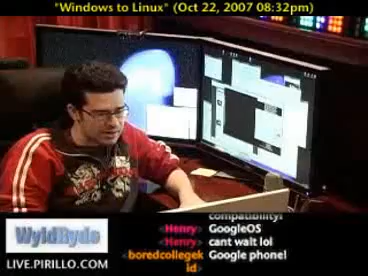 "Windows to Linux" (Oct 22, 2007 08:32pm)
compatibility!
<Henry> GoogleOS
<Henry> cant wait lol
<boredcollegek Google phone!
id>
WyldRyde
LIVE.PIRILLO.COM